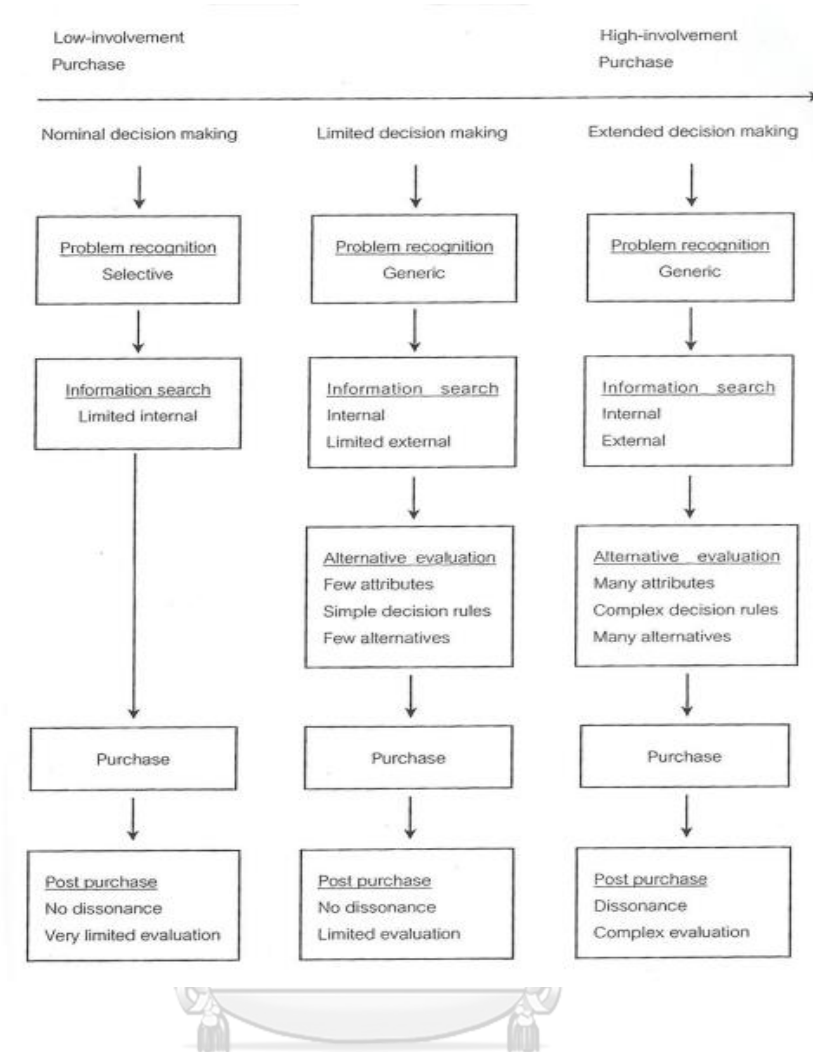 Low-involvement
Purchase
High-involvement
Purchase
Nominal decision making
Limited decision making
Extended decision making
Problem recognition
Selective
Problem recognition
Generic
Problem recognition
Generic
Information search
Limited internal
Information search
Internal
Limited external
Information search
Internal
External
Alternative evaluation
Few attributes
Simple decision rules
Few alternatives
Alternative evaluation
Many attributes
Complex decision rules
Many alternatives
Purchase
Purchase
Purchase
Post purchase
No dissonance
Very limited evaluation
Post purchase
No dissonance
Limited evaluation
Post purchase
Dissonance
Complex evaluation